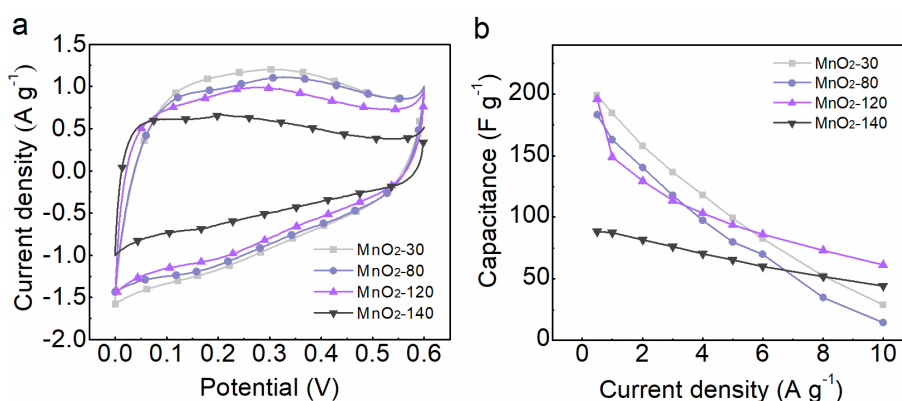 a
Current density (A g⁻¹)
1.5
1.0
0.5
0.0
-0.5
-1.0
-1.5
-2.0
MnO₂-30
MnO₂-80
MnO₂-120
MnO₂-140
0.0 0.1 0.2 0.3 0.4 0.5 0.6
Potential (V)
b
Capacitance (F g⁻¹)
200
150
100
50
0
MnO₂-30
MnO₂-80
MnO₂-120
MnO₂-140
0 2 4 6 8 10
Current density (A g⁻¹)